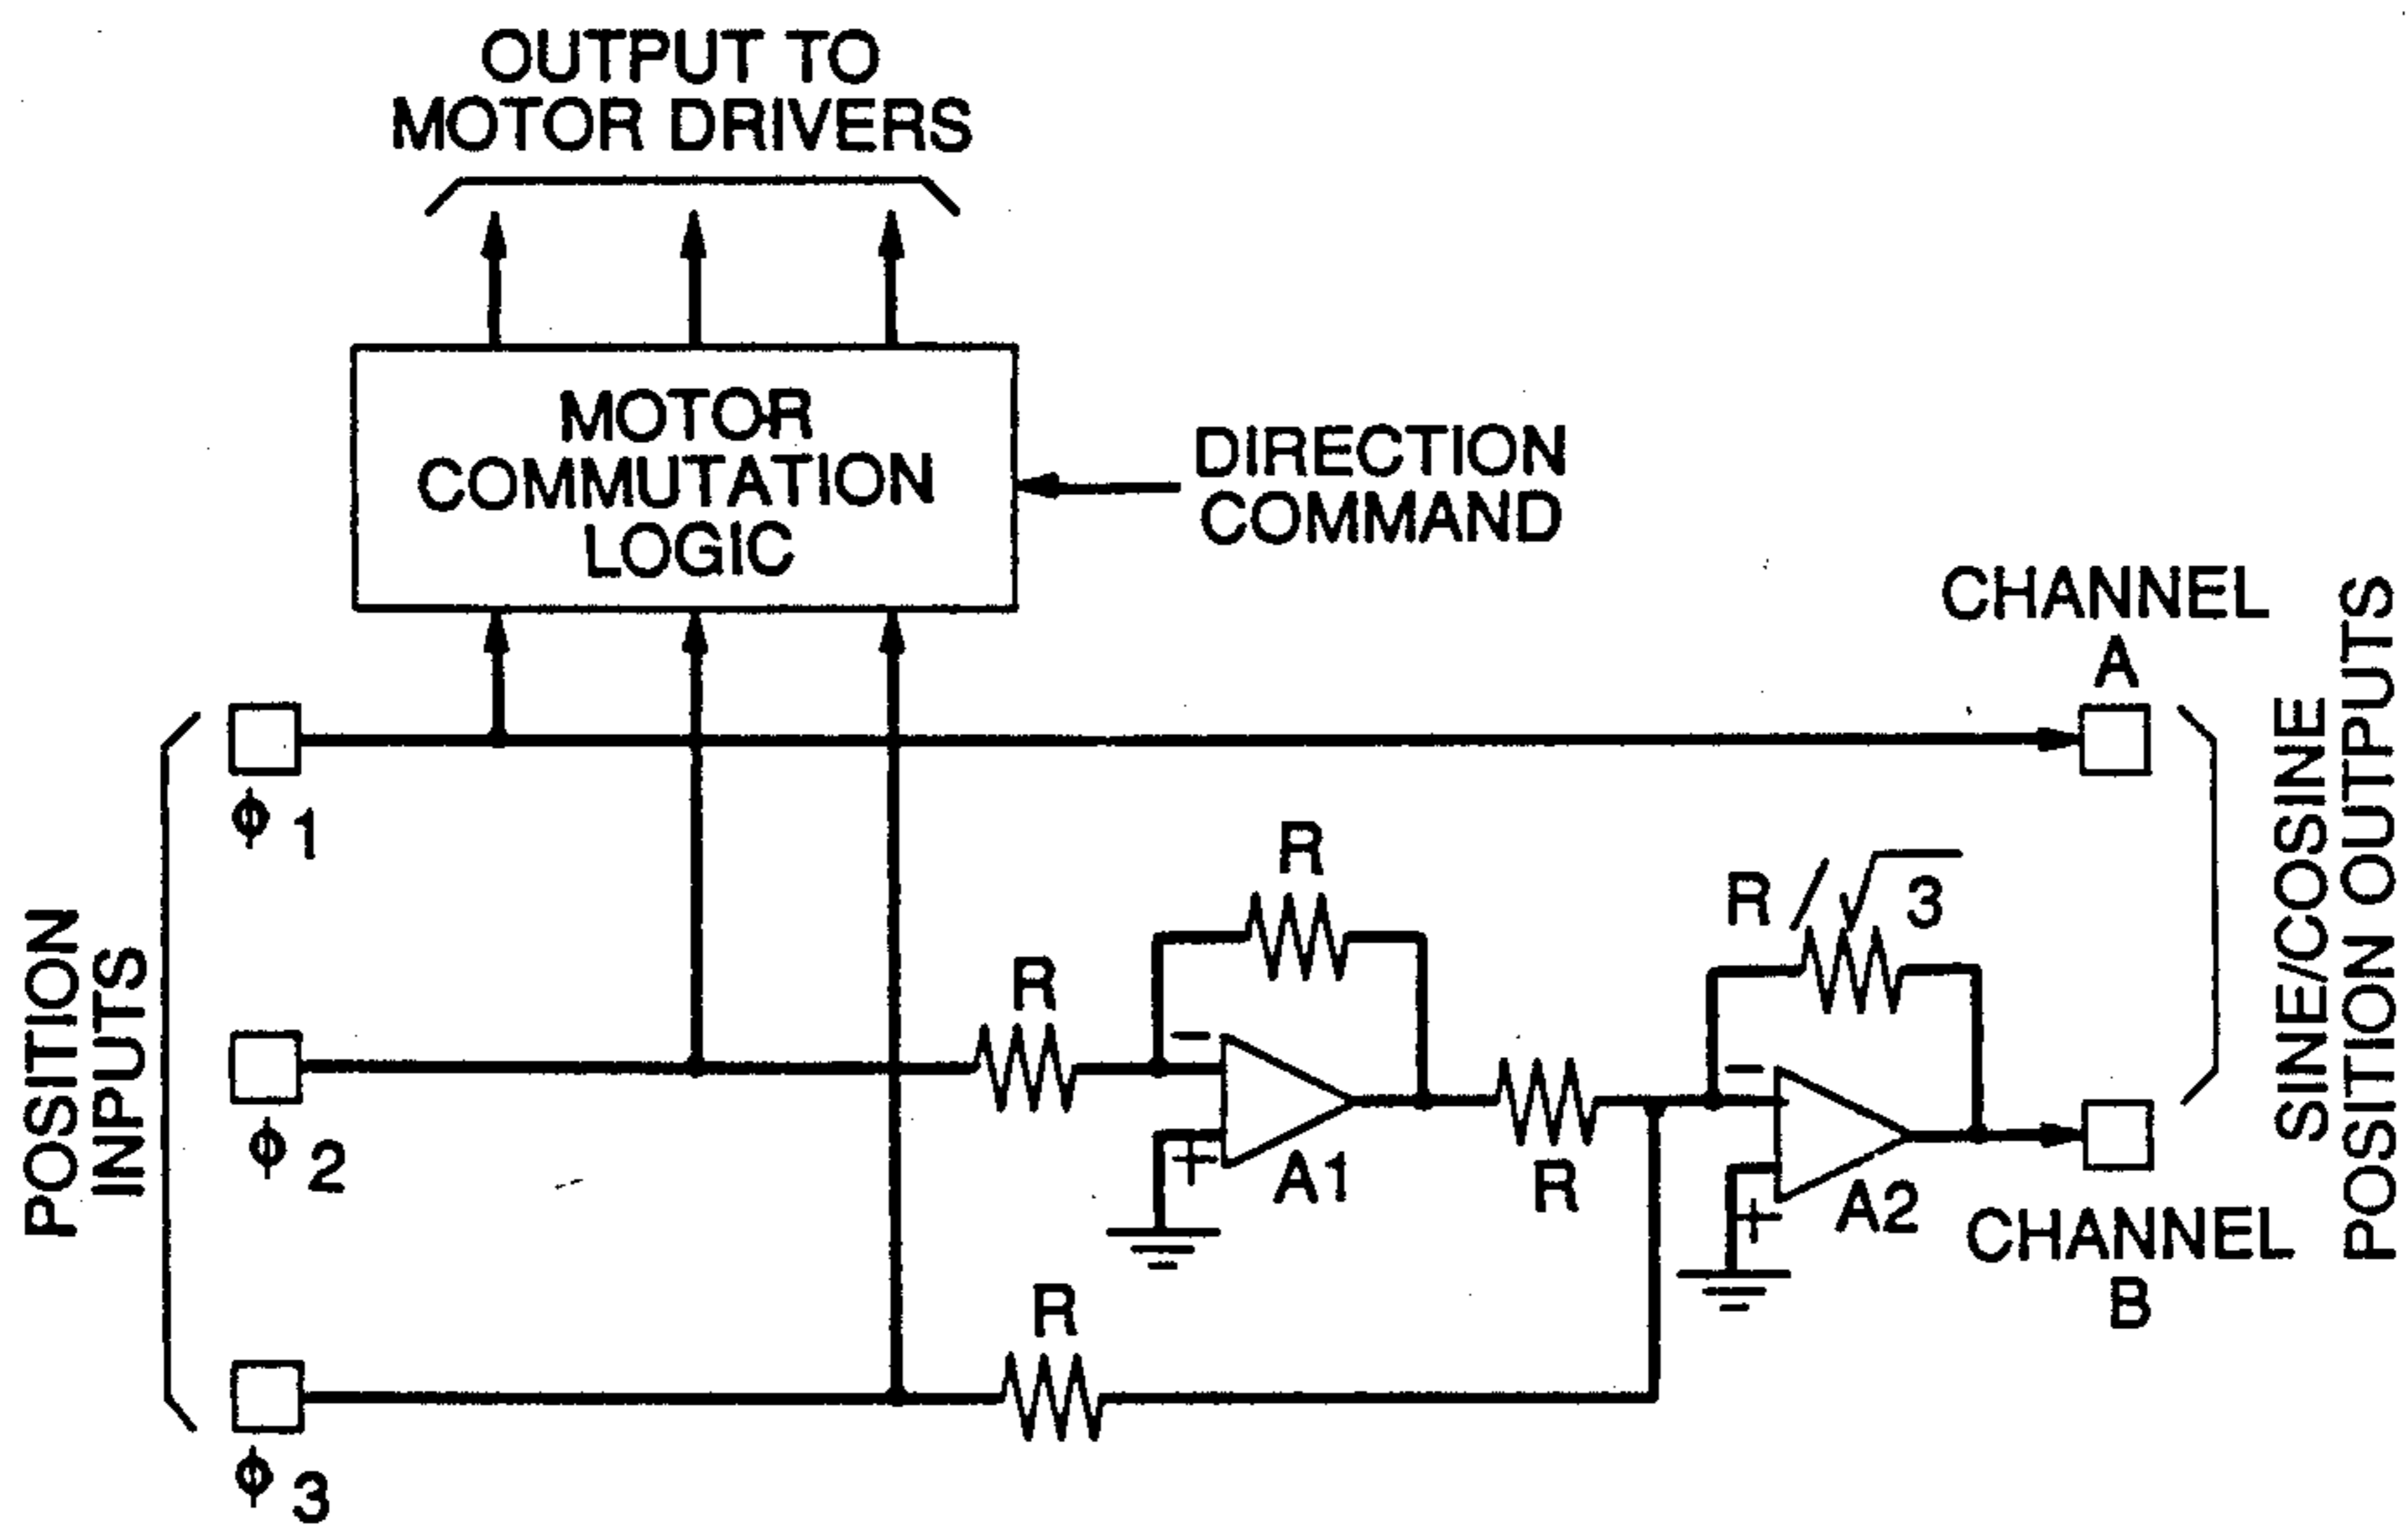 OUTPUT TO
MOTOR DRIVERS
MOTOR
COMMUTATION
LOGIC
DIRECTION
COMMAND
CHANNEL
A
SINE/COSINE
POSITION OUTPUTS
POSITION
INPUTS
ϕ 1
R
R /√3
R
ϕ 2
−
+
A1
R
−
+
A2
CHANNEL
B
R
ϕ 3